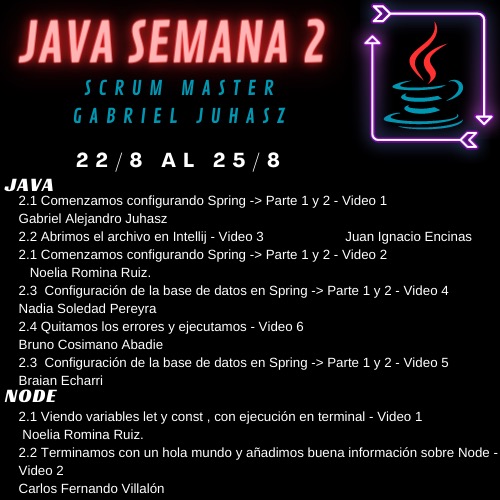 JAVA SEMANA 2
SCRUM MASTER
GABRIEL JUHASZ
22/8 AL 25/8
JAVA
2.1 Comenzamos configurando Spring -> Parte 1 y 2 - Video 1
Gabriel Alejandro Juhasz
2.2 Abrimos el archivo en Intellij - Video 3 Juan Ignacio Encinas
2.1 Comenzamos configurando Spring -> Parte 1 y 2 - Video 2
Noelia Romina Ruiz.
2.3 Configuración de la base de datos en Spring -> Parte 1 y 2 - Video 4
Nadia Soledad Pereyra
2.4 Quitamos los errores y ejecutamos - Video 6
Bruno Cosimano Abadie
2.3 Configuración de la base de datos en Spring -> Parte 1 y 2 - Video 5
Braian Echarri
NODE
2.1 Viendo variables let y const , con ejecución en terminal - Video 1
Noelia Romina Ruiz.
2.2 Terminamos con un hola mundo y añadimos buena información sobre Node -
Video 2
Carlos Fernando Villalón